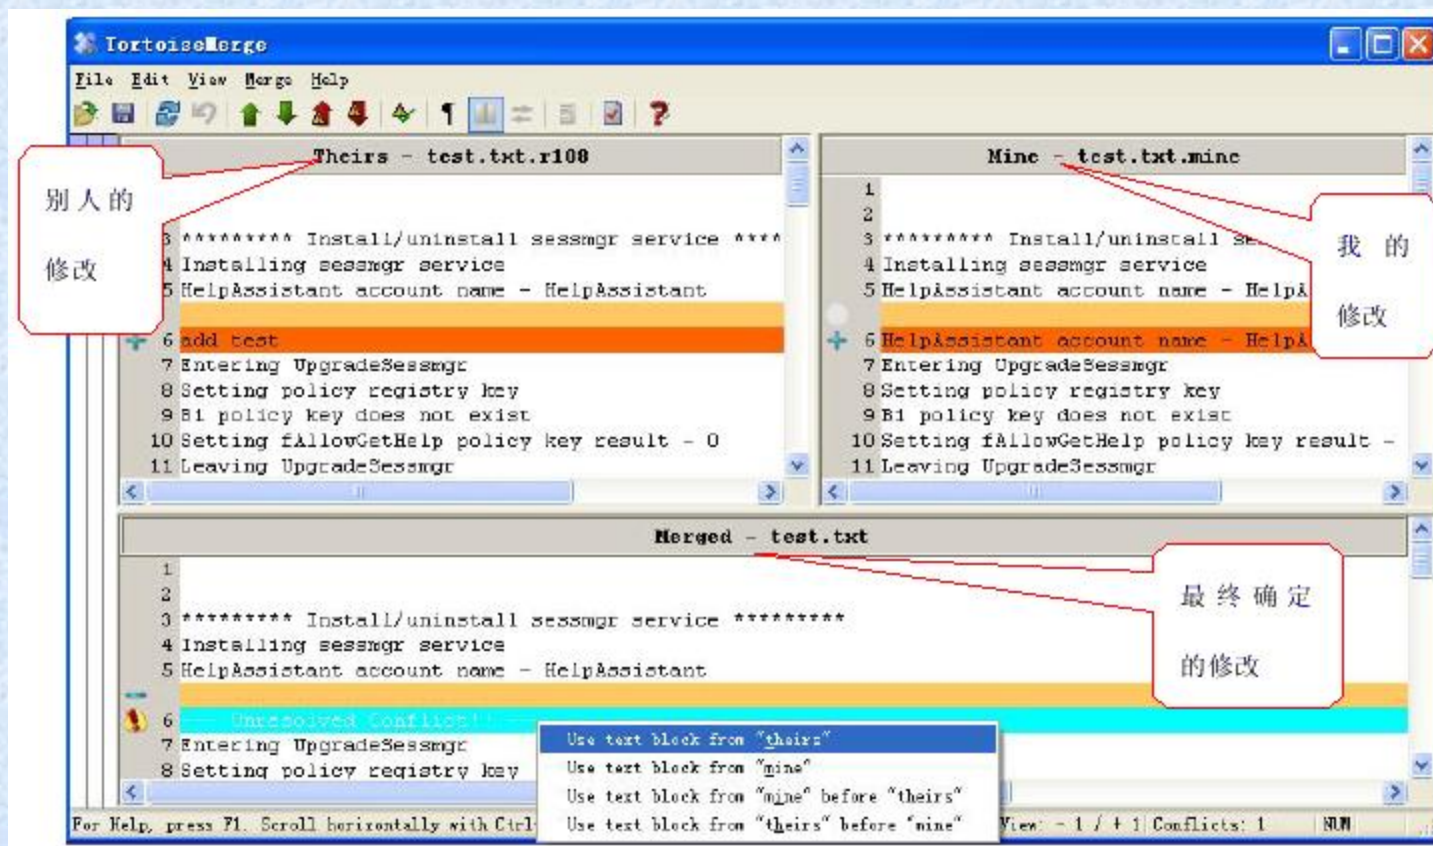 TortoiseMerge
File Edit View Merge Help
Theirs - test.txt.r108
Mine - test.txt.mine
别人的
修改
3 ********* Install/uninstall sessmgr service ****
4 Installing sessmgr service
5 HelpAssistant account name - HelpAssistant
6 add test
7 Entering UpgradeSessmgr
8 Setting policy registry key
9 B1 policy key does not exist
10 Setting fAllowGetHelp policy key result - 0
11 Leaving UpgradeSessmgr
1
2
3 ********* Install/uninstall se
4 Installing sessmgr service
5 HelpAssistant account name - HelpA
6 HelpAssistant account name - HelpA
7 Entering UpgradeSessmgr
8 Setting policy registry key
9 B1 policy key does not exist
10 Setting fAllowGetHelp policy key result -
11 Leaving UpgradeSessmgr
我的
修改
Merged - test.txt
1
2
3 ********* Install/uninstall sessmgr service *********
4 Installing sessmgr service
5 HelpAssistant account name - HelpAssistant
6 Unresolved Conflict!!
7 Entering UpgradeSessmgr
8 Setting policy registry key
最终确定
的修改
Use text block from "theirs"
Use text block from "mine"
Use text block from "mine" before "theirs"
Use text block from "theirs" before "mine"
For Help, press F1. Scroll horizontally with Ctrl
View: - 1 / + 1 Conflicts: 1 NUM